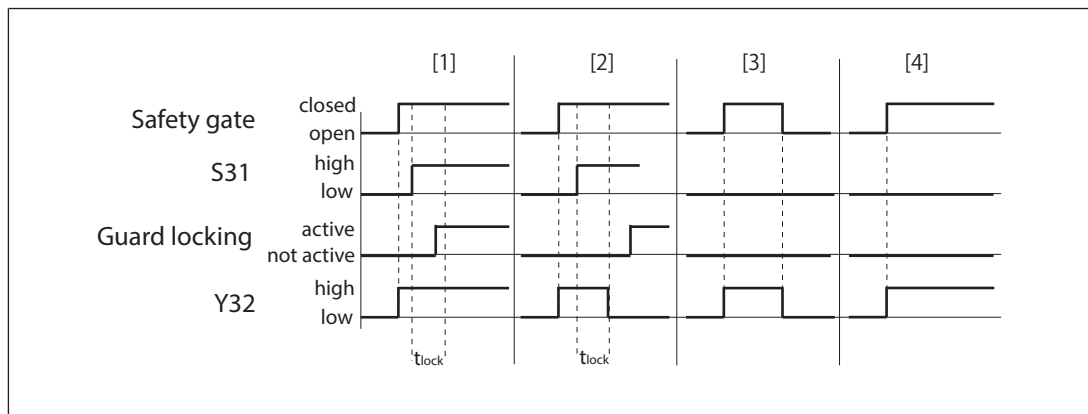 [1] [2] [3] [4]
Safety gate
closed
open
S31
high
low
Guard locking
active
not active
Y32
high
low
tlock tlock